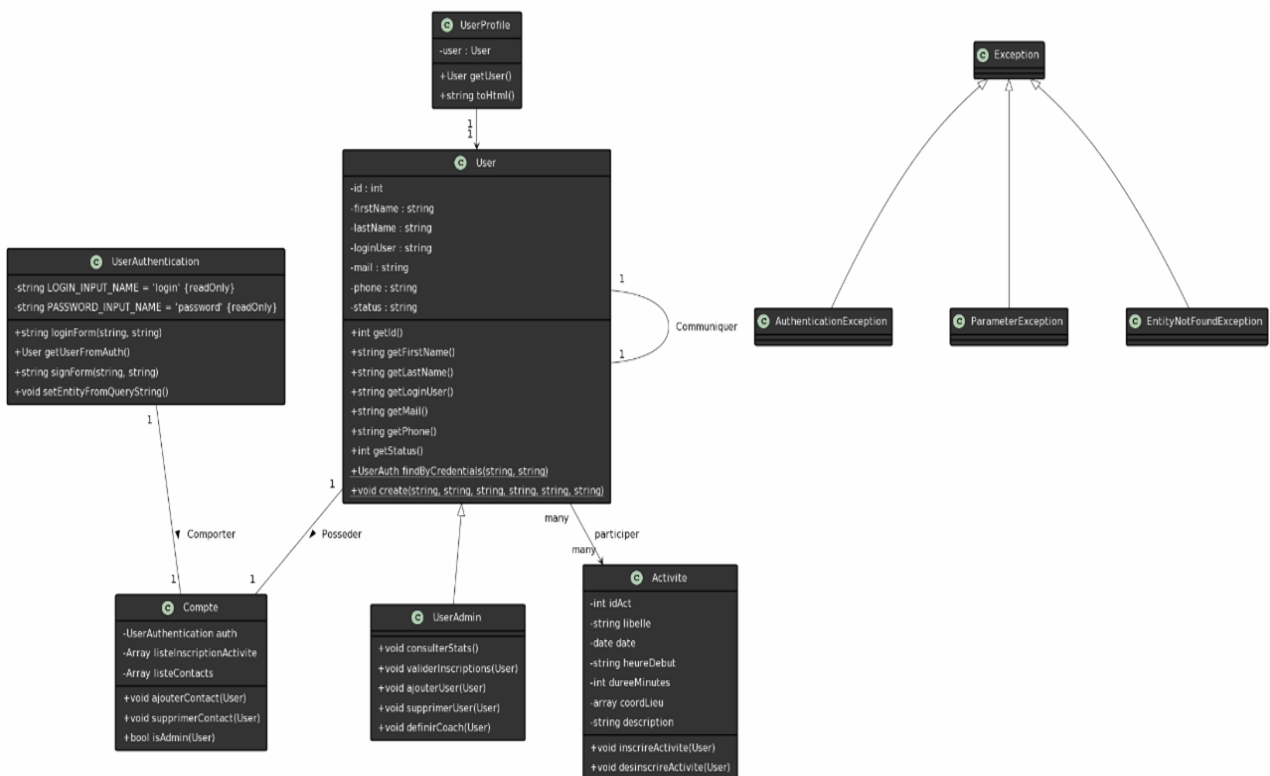 C UserProfile
-user : User
+User getUser()
+string toHtml()
1
1
C User
-id : int
-firstName : string
-lastName : string
-loginUser : string
-mail : string
-phone : string
-status : string
+int getId()
+string getFirstName()
+string getLastName()
+string getLoginUser()
+string getMail()
+string getPhone()
+int getStatus()
+UserAuth findByCredentials(string, string)
+void create(string, string, string, string, string, string)
1
Communiquer
1
C UserAuthentication
-string LOGIN_INPUT_NAME = 'login' {readOnly}
-string PASSWORD_INPUT_NAME = 'password' {readOnly}
+string loginForm(string, string)
+User getUserFromAuth()
+string signForm(string, string)
+void setEntityFromQueryString()
1
Comporter
1
1
Posseder
1
many
participer
many
C Compte
-UserAuthentication auth
-Array listeInscriptionActivite
-Array listeContacts
+void ajouterContact(User)
+void supprimerContact(User)
+bool isAdmin(User)
C UserAdmin
+void consulterStats()
+void validerInscriptions(User)
+void ajouterUser(User)
+void supprimerUser(User)
+void definirCoach(User)
C Activite
-int idAct
-string libelle
-date date
-string heureDebut
-int dureeMinutes
-array coordLieu
-string description
+void inscrireActivite(User)
+void desinscrireActivite(User)
C Exception
C AuthenticationException
C ParameterException
C EntityNotFoundException